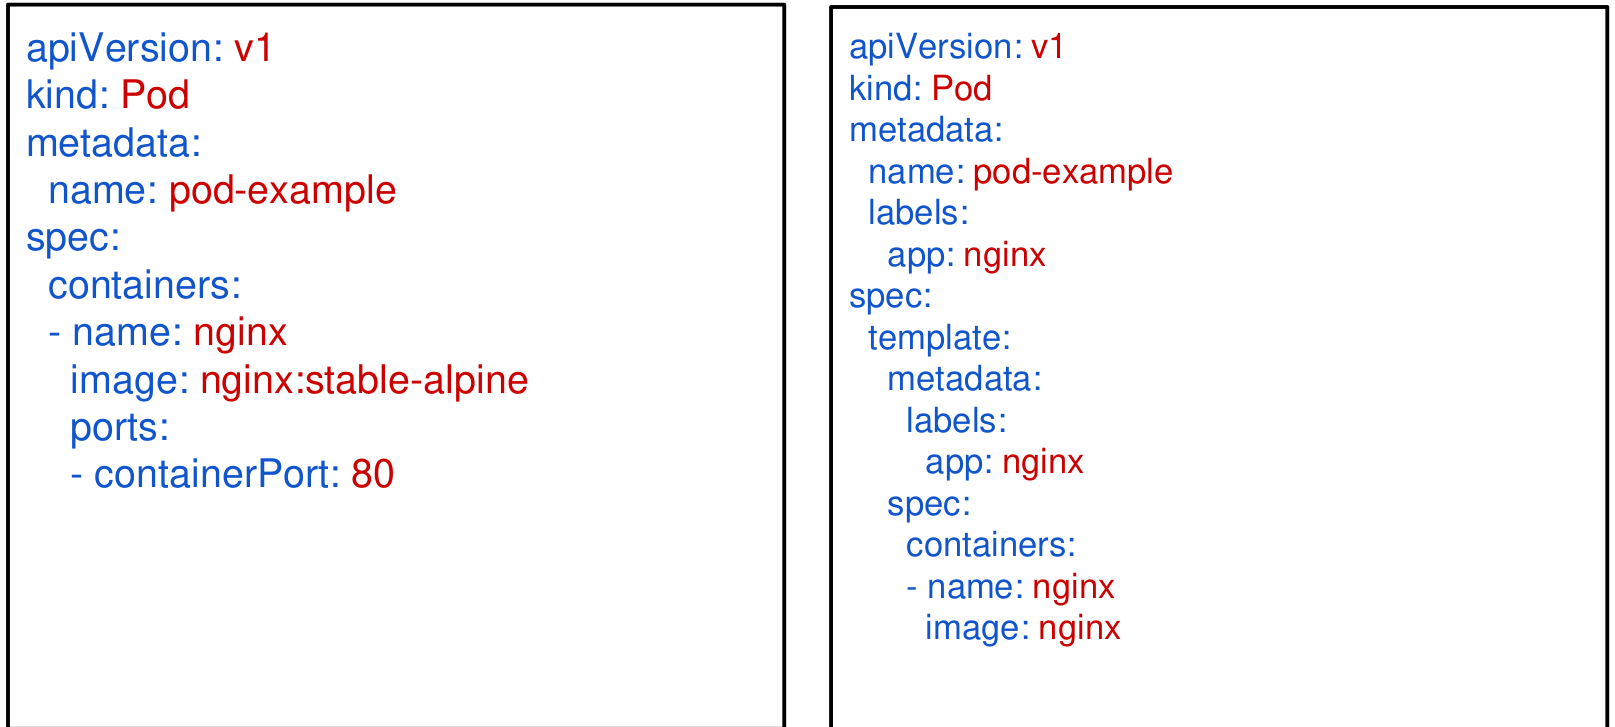 apiVersion: v1
kind: Pod
metadata:
  name: pod-example
spec:
  containers:
  - name: nginx
    image: nginx:stable-alpine
    ports:
    - containerPort: 80
apiVersion: v1
kind: Pod
metadata:
  name: pod-example
  labels:
    app: nginx
spec:
  template:
    metadata:
      labels:
        app: nginx
    spec:
      containers:
      - name: nginx
        image: nginx